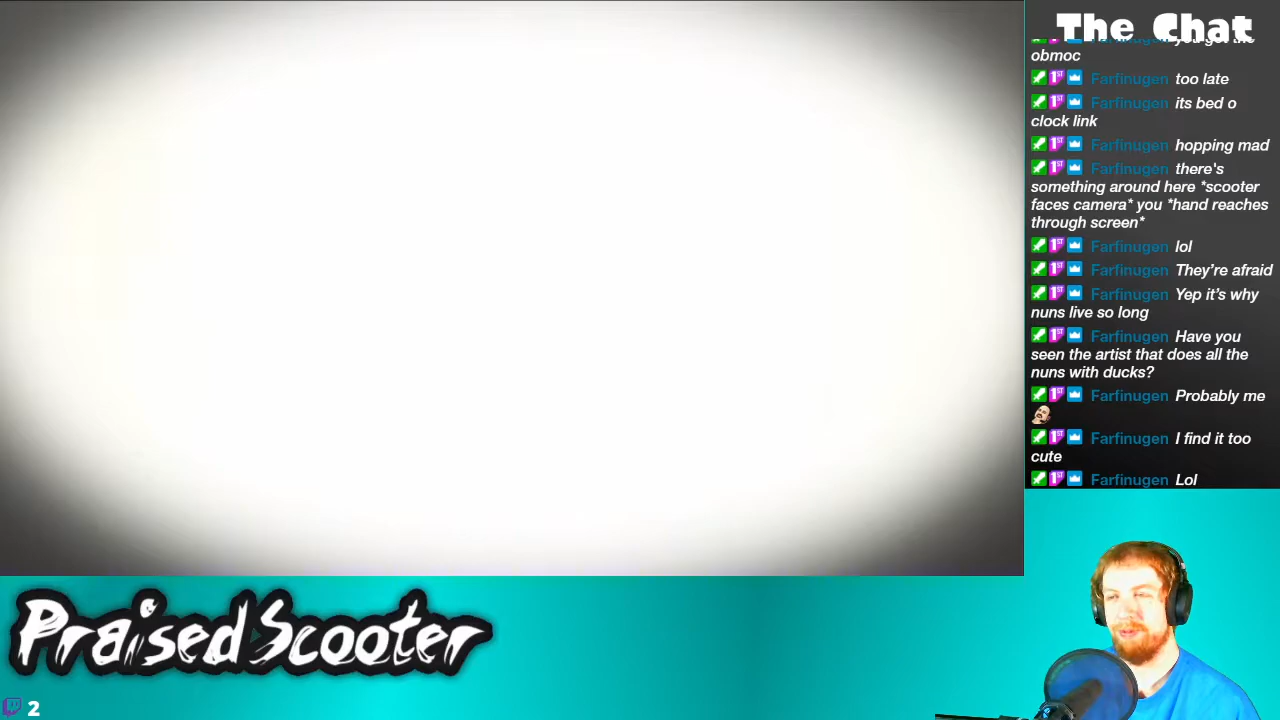 The Chat
obmoc
Farfinugen too late
Farfinugen its bed o
clock link
Farfinugen hopping mad
Farfinugen there's
something around here *scooter
faces camera* you *hand reaches
through screen*
Farfinugen lol
Farfinugen They’re afraid
Farfinugen Yep it’s why
nuns live so long
Farfinugen Have you
seen the artist that does all the
nuns with ducks?
Farfinugen Probably me
Farfinugen I find it too
cute
Farfinugen Lol
PraisedScooter
2